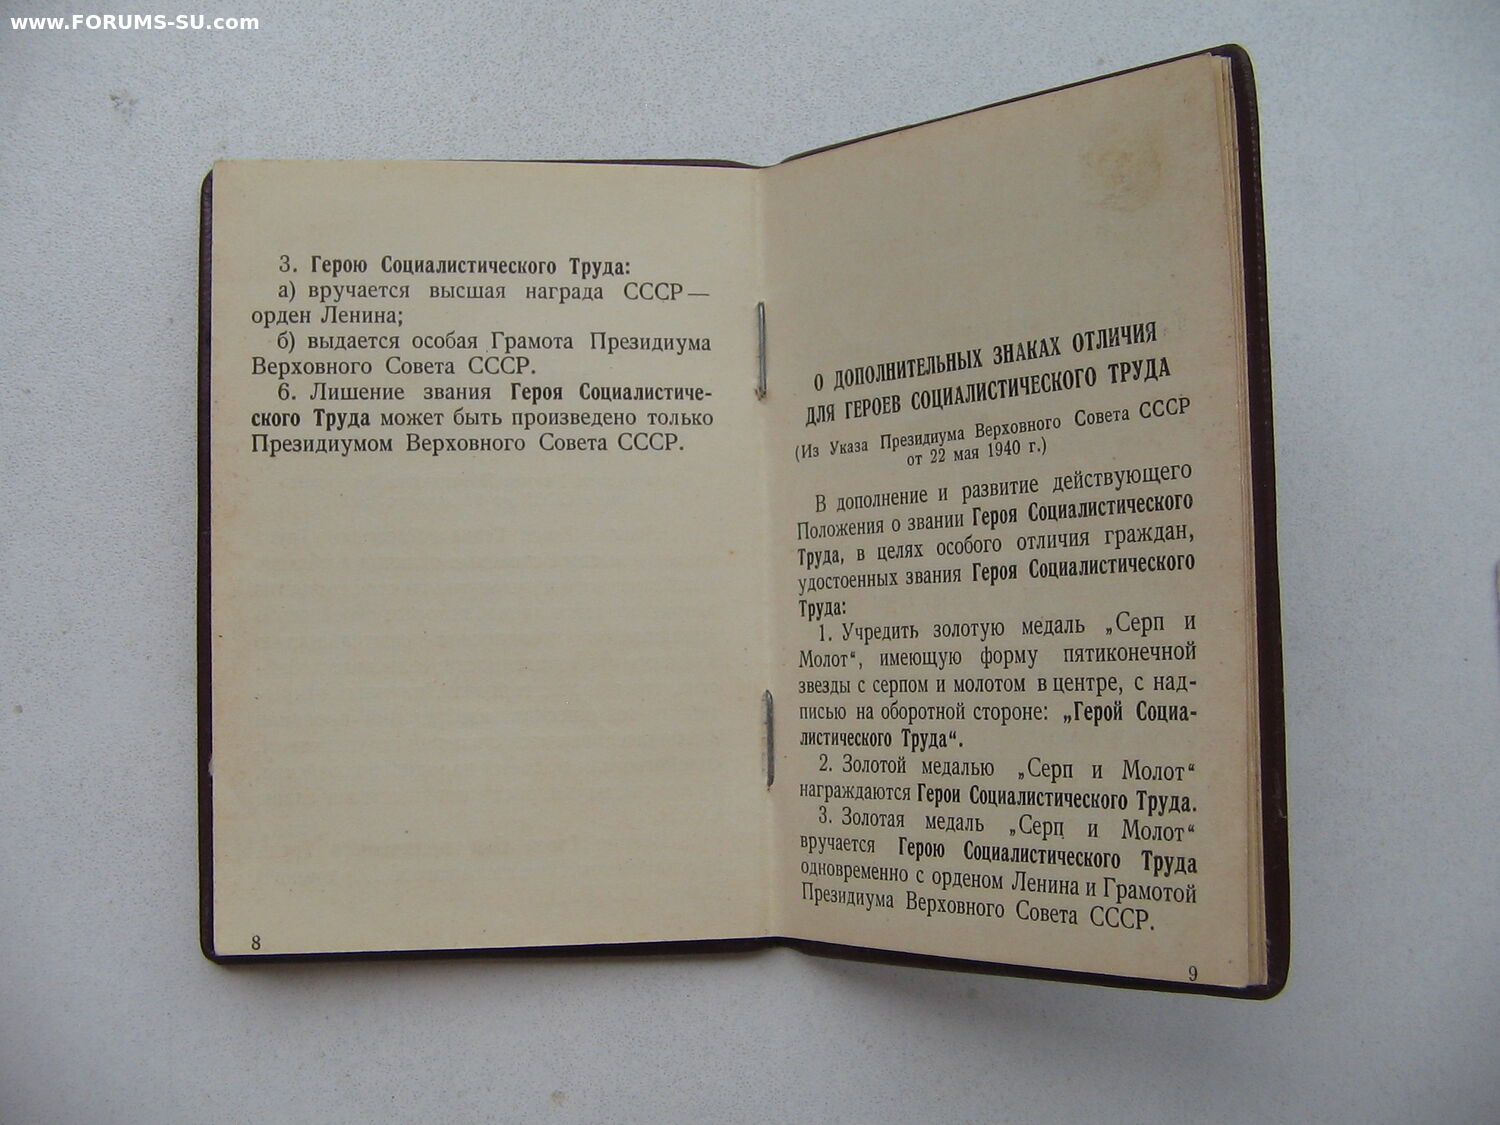 www.FORUMS-SU.com
3. Герою Социалистического Труда:
а) вручается высшая награда СССР—
орден Ленина;
б) выдается особая Грамота Президиума
Верховного Совета СССР.
6. Лишение звания Героя Социалистиче-
ского Труда может быть произведено только
Президиумом Верховного Совета СССР.
8
О ДОПОЛНИТЕЛЬНЫХ ЗНАКАХ ОТЛИЧИЯ
ДЛЯ ГЕРОЕВ СОЦИАЛИСТИЧЕСКОГО ТРУДА
(Из Указа Президиума Верховного Совета СССР
от 22 мая 1940 г.)
В дополнение и развитие действующего
Положения о звании Героя Социалистического
Труда, в целях особого отличия граждан,
удостоенных звания Героя Социалистического
Труда:
1. Учредить золотую медаль „Серп и
Молот“, имеющую форму пятиконечной
звезды с серпом и молотом в центре, с над-
писью на оборотной стороне: „Герой Социа-
листического Труда“.
2. Золотой медалью „Серп и Молот“
награждаются Герои Социалистического Труда.
3. Золотая медаль „Серп и Молот“
вручается Герою Социалистического Труда
одновременно с орденом Ленина и Грамотой
Президиума Верховного Совета СССР.
9